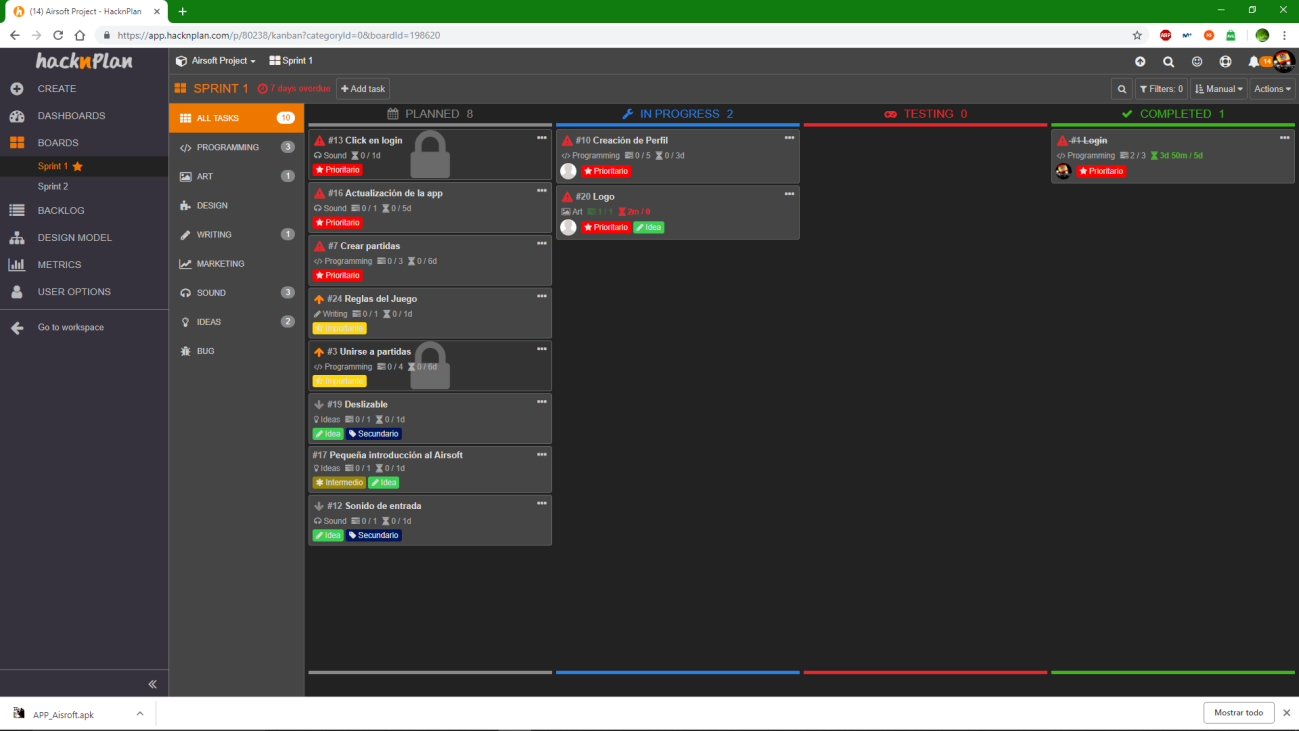 (14) Airsoft Project - HacknPlan
https://app.hacknplan.com/p/80238/kanban?categoryId=0&boardId=198620
hacknPlan
Airsoft Project
Sprint 1
14
CREATE
DASHBOARDS
BOARDS
Sprint 1
Sprint 2
BACKLOG
DESIGN MODEL
METRICS
USER OPTIONS
Go to workspace
SPRINT 1
7 days overdue
Add task
Filters: 0
Manual
Actions
ALL TASKS 10
PROGRAMMING 3
ART 1
DESIGN
WRITING 1
MARKETING
SOUND 3
IDEAS 2
BUG
PLANNED 8
#13 Click en login
Sound 0 / 1d
Prioritario
#16 Actualización de la app
Sound 0 / 1 0 / 5d
Prioritario
#7 Crear partidas
Programming 0 / 3 0 / 6d
Prioritario
#24 Reglas del Juego
Writing 0 / 1 0 / 1d
Importante
#3 Unirse a partidas
Programming 0 / 4 0 / 6d
Importante
#19 Deslizable
Ideas 0 / 1 0 / 1d
Idea Secundario
#17 Pequeña introducción al Airsoft
Ideas 0 / 1 0 / 1d
Intermedio Idea
#12 Sonido de entrada
Sound 0 / 1 0 / 1d
Idea Secundario
IN PROGRESS 2
#10 Creación de Perfil
Programming 0 / 5 0 / 3d
Prioritario
#20 Logo
Art 1 / 1 2m / 0
Prioritario Idea
TESTING 0
COMPLETED 1
#1 Login
Programming 2 / 3 3d 50m / 5d
Prioritario
APP_Aisroft.apk
Mostrar todo